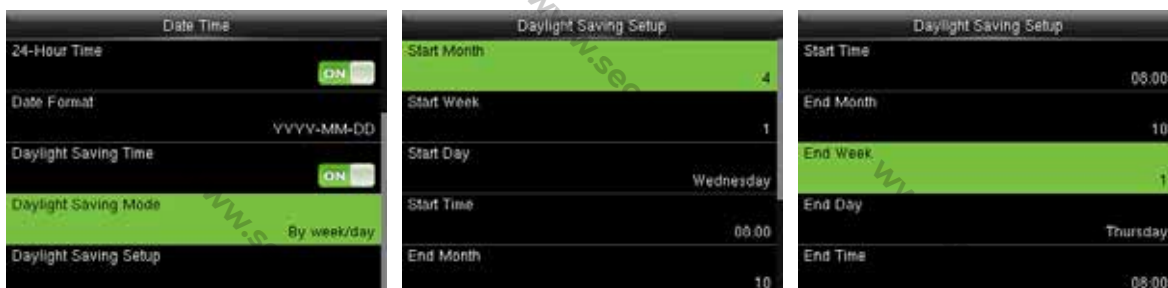 Date Time
24-Hour Time
ON
Date Format
YYYY-MM-DD
Daylight Saving Time
ON
Daylight Saving Mode
By week/day
Daylight Saving Setup
Daylight Saving Setup
Start Month
4
Start Week
1
Start Day
Wednesday
Start Time
08:00
End Month
10
Daylight Saving Setup
Start Time
08:00
End Month
10
End Week
1
End Day
Thursday
End Time
08:00